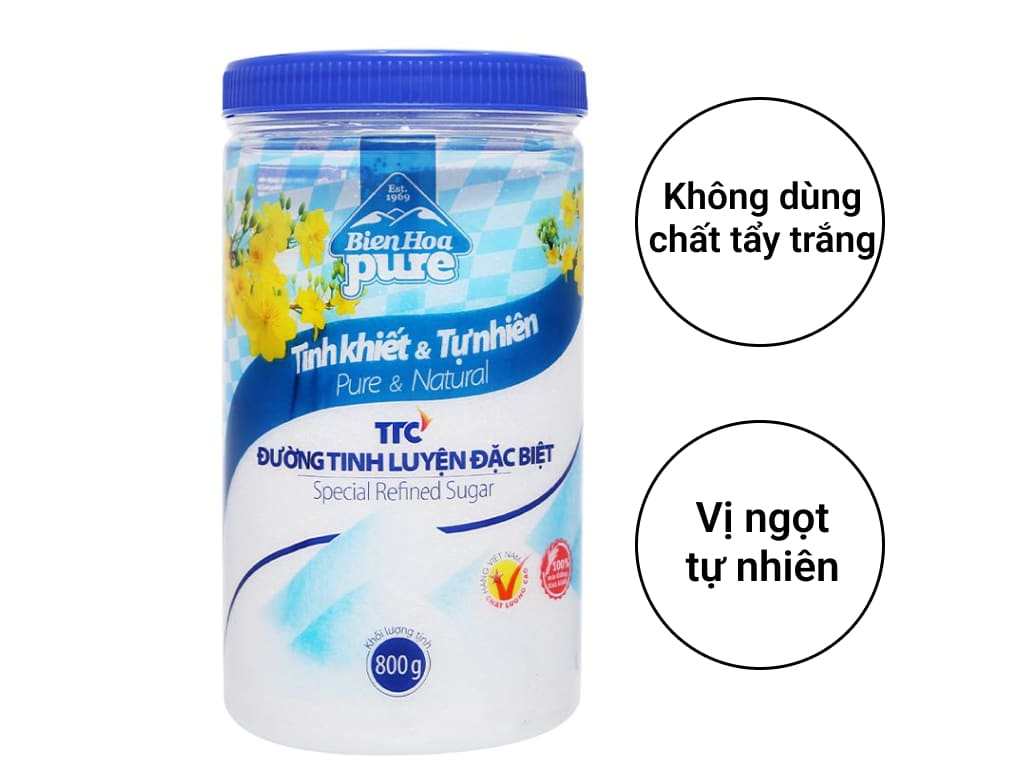 Est.
1969
Bien Hoa
pure
Tinh khiết & Tự nhiên
Pure & Natural
TTC
ĐƯỜNG TINH LUYỆN ĐẶC BIỆT
Special Refined Sugar
HÀNG VIỆT NAM
CHẤT LƯỢNG CAO
100%
Khối lượng tịnh
800 g
Không dùng
chất tẩy trắng
Vị ngọt
tự nhiên